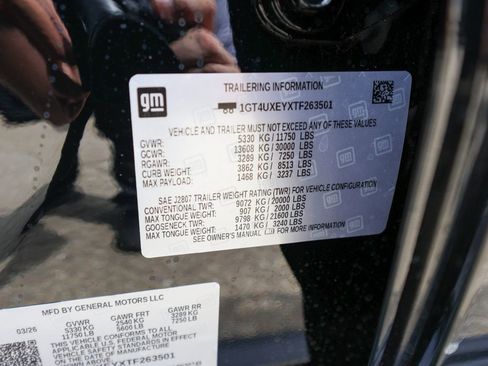 gm
TRAILERING INFORMATION
1GT4UXEYXTF263501
VEHICLE AND TRAILER MUST NOT EXCEED ANY OF THESE VALUES
GVWR: 5330 KG / 11750 LBS
GCWR: 13608 KG / 30000 LBS
RGAWR: 3289 KG / 7250 LBS
CURB WEIGHT: 3862 KG / 8513 LBS
MAX PAYLOAD: 1468 KG / 3237 LBS
SAE J2807 TRAILER WEIGHT RATING (TWR) FOR VEHICLE CONFIGURATION
CONVENTIONAL TWR: 9072 KG / 20000 LBS
MAX TONGUE WEIGHT: 907 KG / 2000 LBS
GOOSENECK TWR: 9798 KG / 21600 LBS
MAX TONGUE WEIGHT: 1470 KG / 3240 LBS
SEE OWNER'S MANUAL FOR MORE INFORMATION
MFD BY GENERAL MOTORS LLC
03/26 GVWR GAWR FRT GAWR RR
5330 KG 2540 KG 3289 KG
11750 LB 5600 LB 7250 LB
THIS VEHICLE CONFORMS TO ALL
VEHICLE SAFETY STANDARDS IN
ON THE DATE OF MANUFACTURE
EYXTF263501